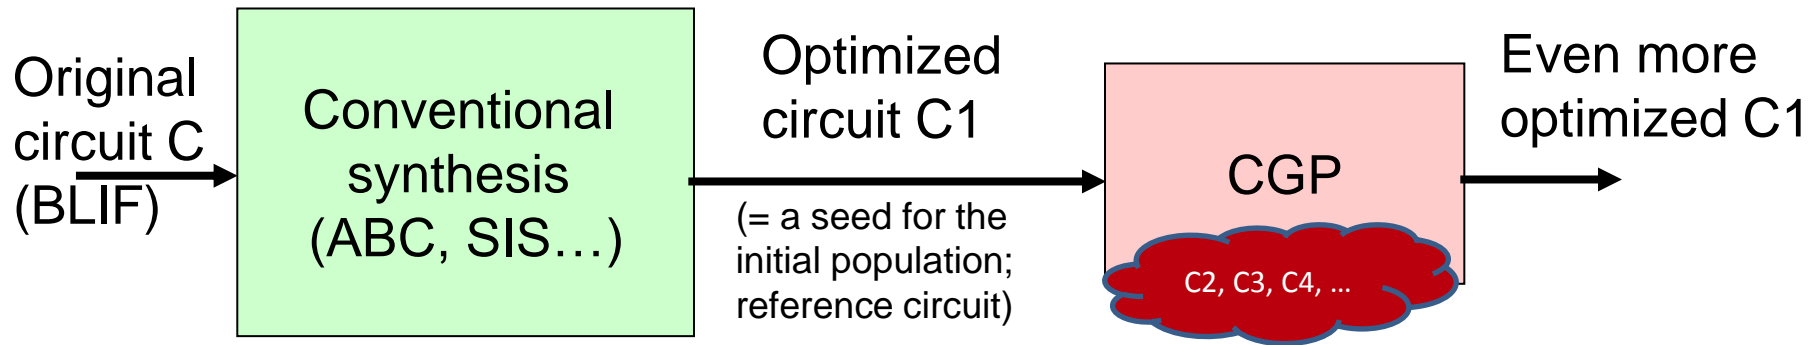 Original
circuit C
(BLIF)
Conventional
synthesis
(ABC, SIS…)
Optimized
circuit C1
(= a seed for the
initial population;
reference circuit)
CGP
C2, C3, C4, …
Even more
optimized C1